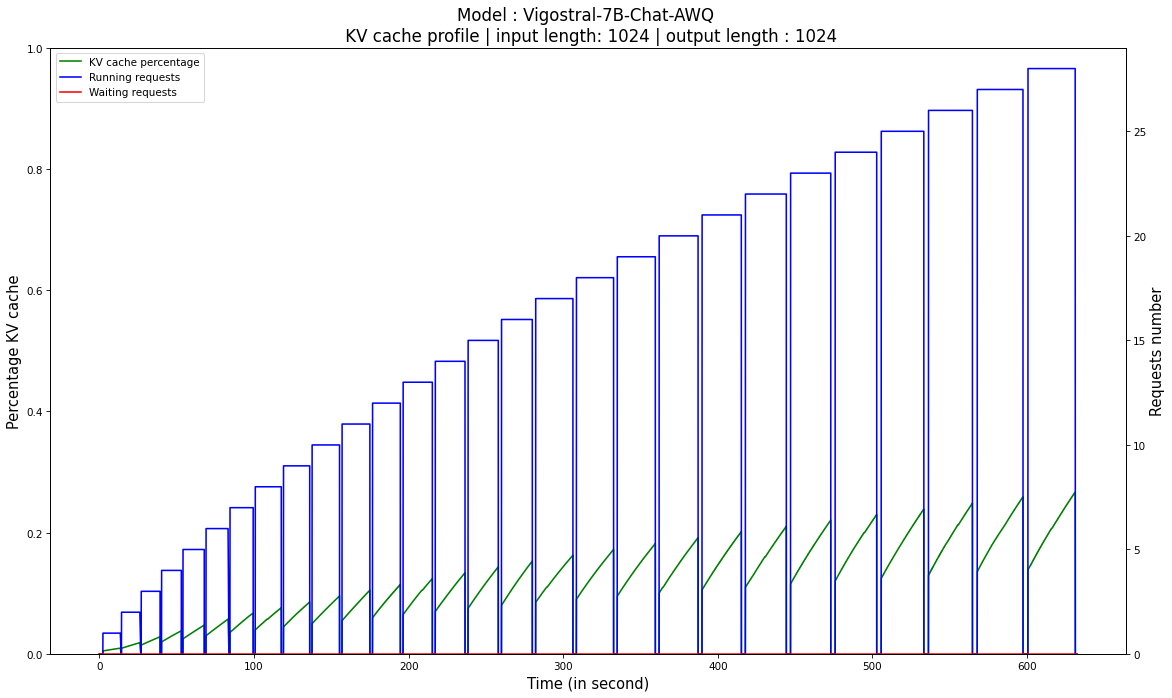 Model : Vigostral-7B-Chat-AWQ
KV cache profile | input length: 1024 | output length : 1024
KV cache percentage
Running requests
Waiting requests
1.0
0.8
0.6
0.4
0.2
0.0
Percentage KV cache
25
20
15
10
5
0
Requests number
0 100 200 300 400 500 600
Time (in second)